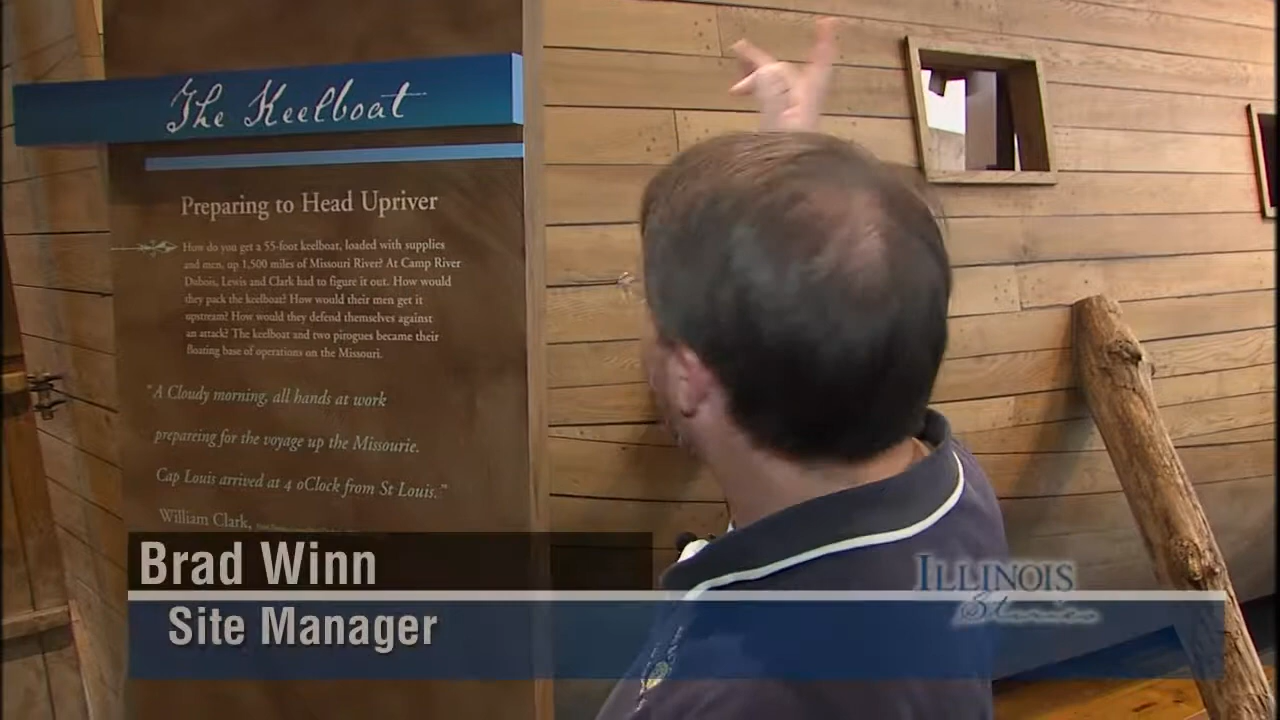 The Keelboat
Preparing to Head Upriver
How do you get a 55-foot keelboat, loaded with supplies
and men, up 1,500 miles of Missouri River? At Camp River
Dubois, Lewis and Clark had to figure it out. How would
they pack the keelboat? How would their men get it
upstream? How would they defend themselves against
an attack? The keelboat and two pirogues became their
floating base of operations on the Missouri.
"A Cloudy morning, all hands at work
prepareing for the voyage up the Missourie.
Cap Louis arrived at 4 oClock from St Louis."
William Clark,
Brad Winn
Site Manager
ILLINOIS
Stories